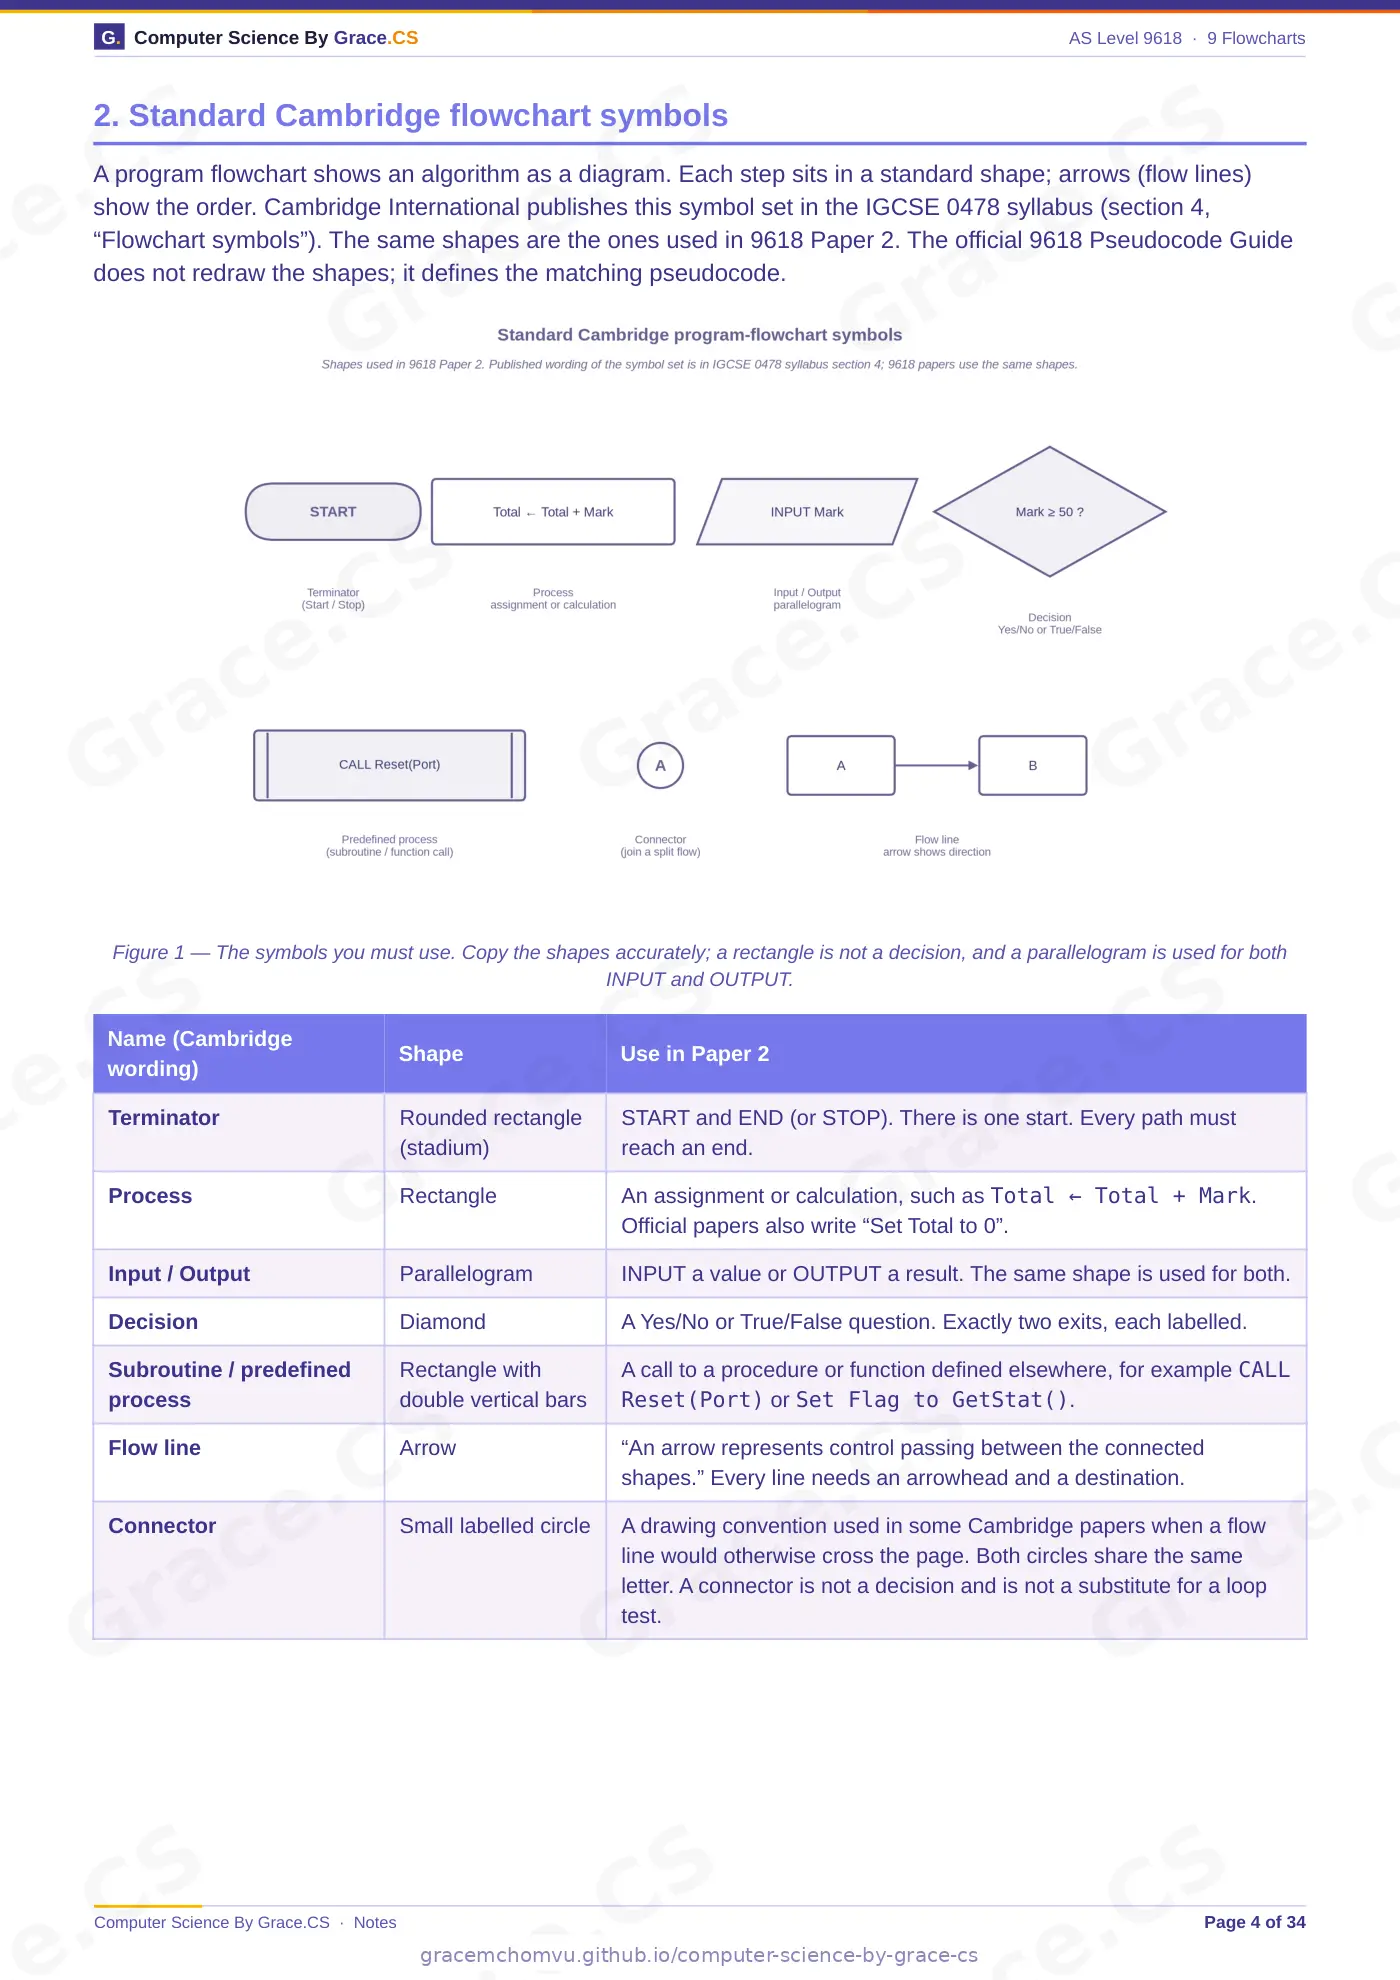 G. Computer Science By Grace.CS
AS Level 9618 · 9 Flowcharts
2. Standard Cambridge flowchart symbols
A program flowchart shows an algorithm as a diagram. Each step sits in a standard shape; arrows (flow lines)
show the order. Cambridge International publishes this symbol set in the IGCSE 0478 syllabus (section 4,
“Flowchart symbols”). The same shapes are the ones used in 9618 Paper 2. The official 9618 Pseudocode Guide
does not redraw the shapes; it defines the matching pseudocode.
Standard Cambridge program-flowchart symbols
Shapes used in 9618 Paper 2. Published wording of the symbol set is in IGCSE 0478 syllabus section 4; 9618 papers use the same shapes.
START
Total ← Total + Mark
INPUT Mark
Mark ≥ 50 ?
Terminator
(Start / Stop)
Process
assignment or calculation
Input / Output
parallelogram
Decision
Yes/No or True/False
CALL Reset(Port)
A
A
B
Predefined process
(subroutine / function call)
Connector
(join a split flow)
Flow line
arrow shows direction
Figure 1 — The symbols you must use. Copy the shapes accurately; a rectangle is not a decision, and a parallelogram is used for both
INPUT and OUTPUT.
Name (Cambridge
wording)
Shape
Use in Paper 2
Terminator
Rounded rectangle
(stadium)
START and END (or STOP). There is one start. Every path must
reach an end.
Process
Rectangle
An assignment or calculation, such as Total ← Total + Mark.
Official papers also write “Set Total to 0”.
Input / Output
Parallelogram
INPUT a value or OUTPUT a result. The same shape is used for both.
Decision
Diamond
A Yes/No or True/False question. Exactly two exits, each labelled.
Subroutine / predefined
process
Rectangle with
double vertical bars
A call to a procedure or function defined elsewhere, for example CALL
Reset(Port) or Set Flag to GetStat().
Flow line
Arrow
“An arrow represents control passing between the connected
shapes.” Every line needs an arrowhead and a destination.
Connector
Small labelled circle
A drawing convention used in some Cambridge papers when a flow
line would otherwise cross the page. Both circles share the same
letter. A connector is not a decision and is not a substitute for a loop
test.
Computer Science By Grace.CS · Notes
Page 4 of 34
gracemchomvu.github.io/computer-science-by-grace-cs
Grace.CS